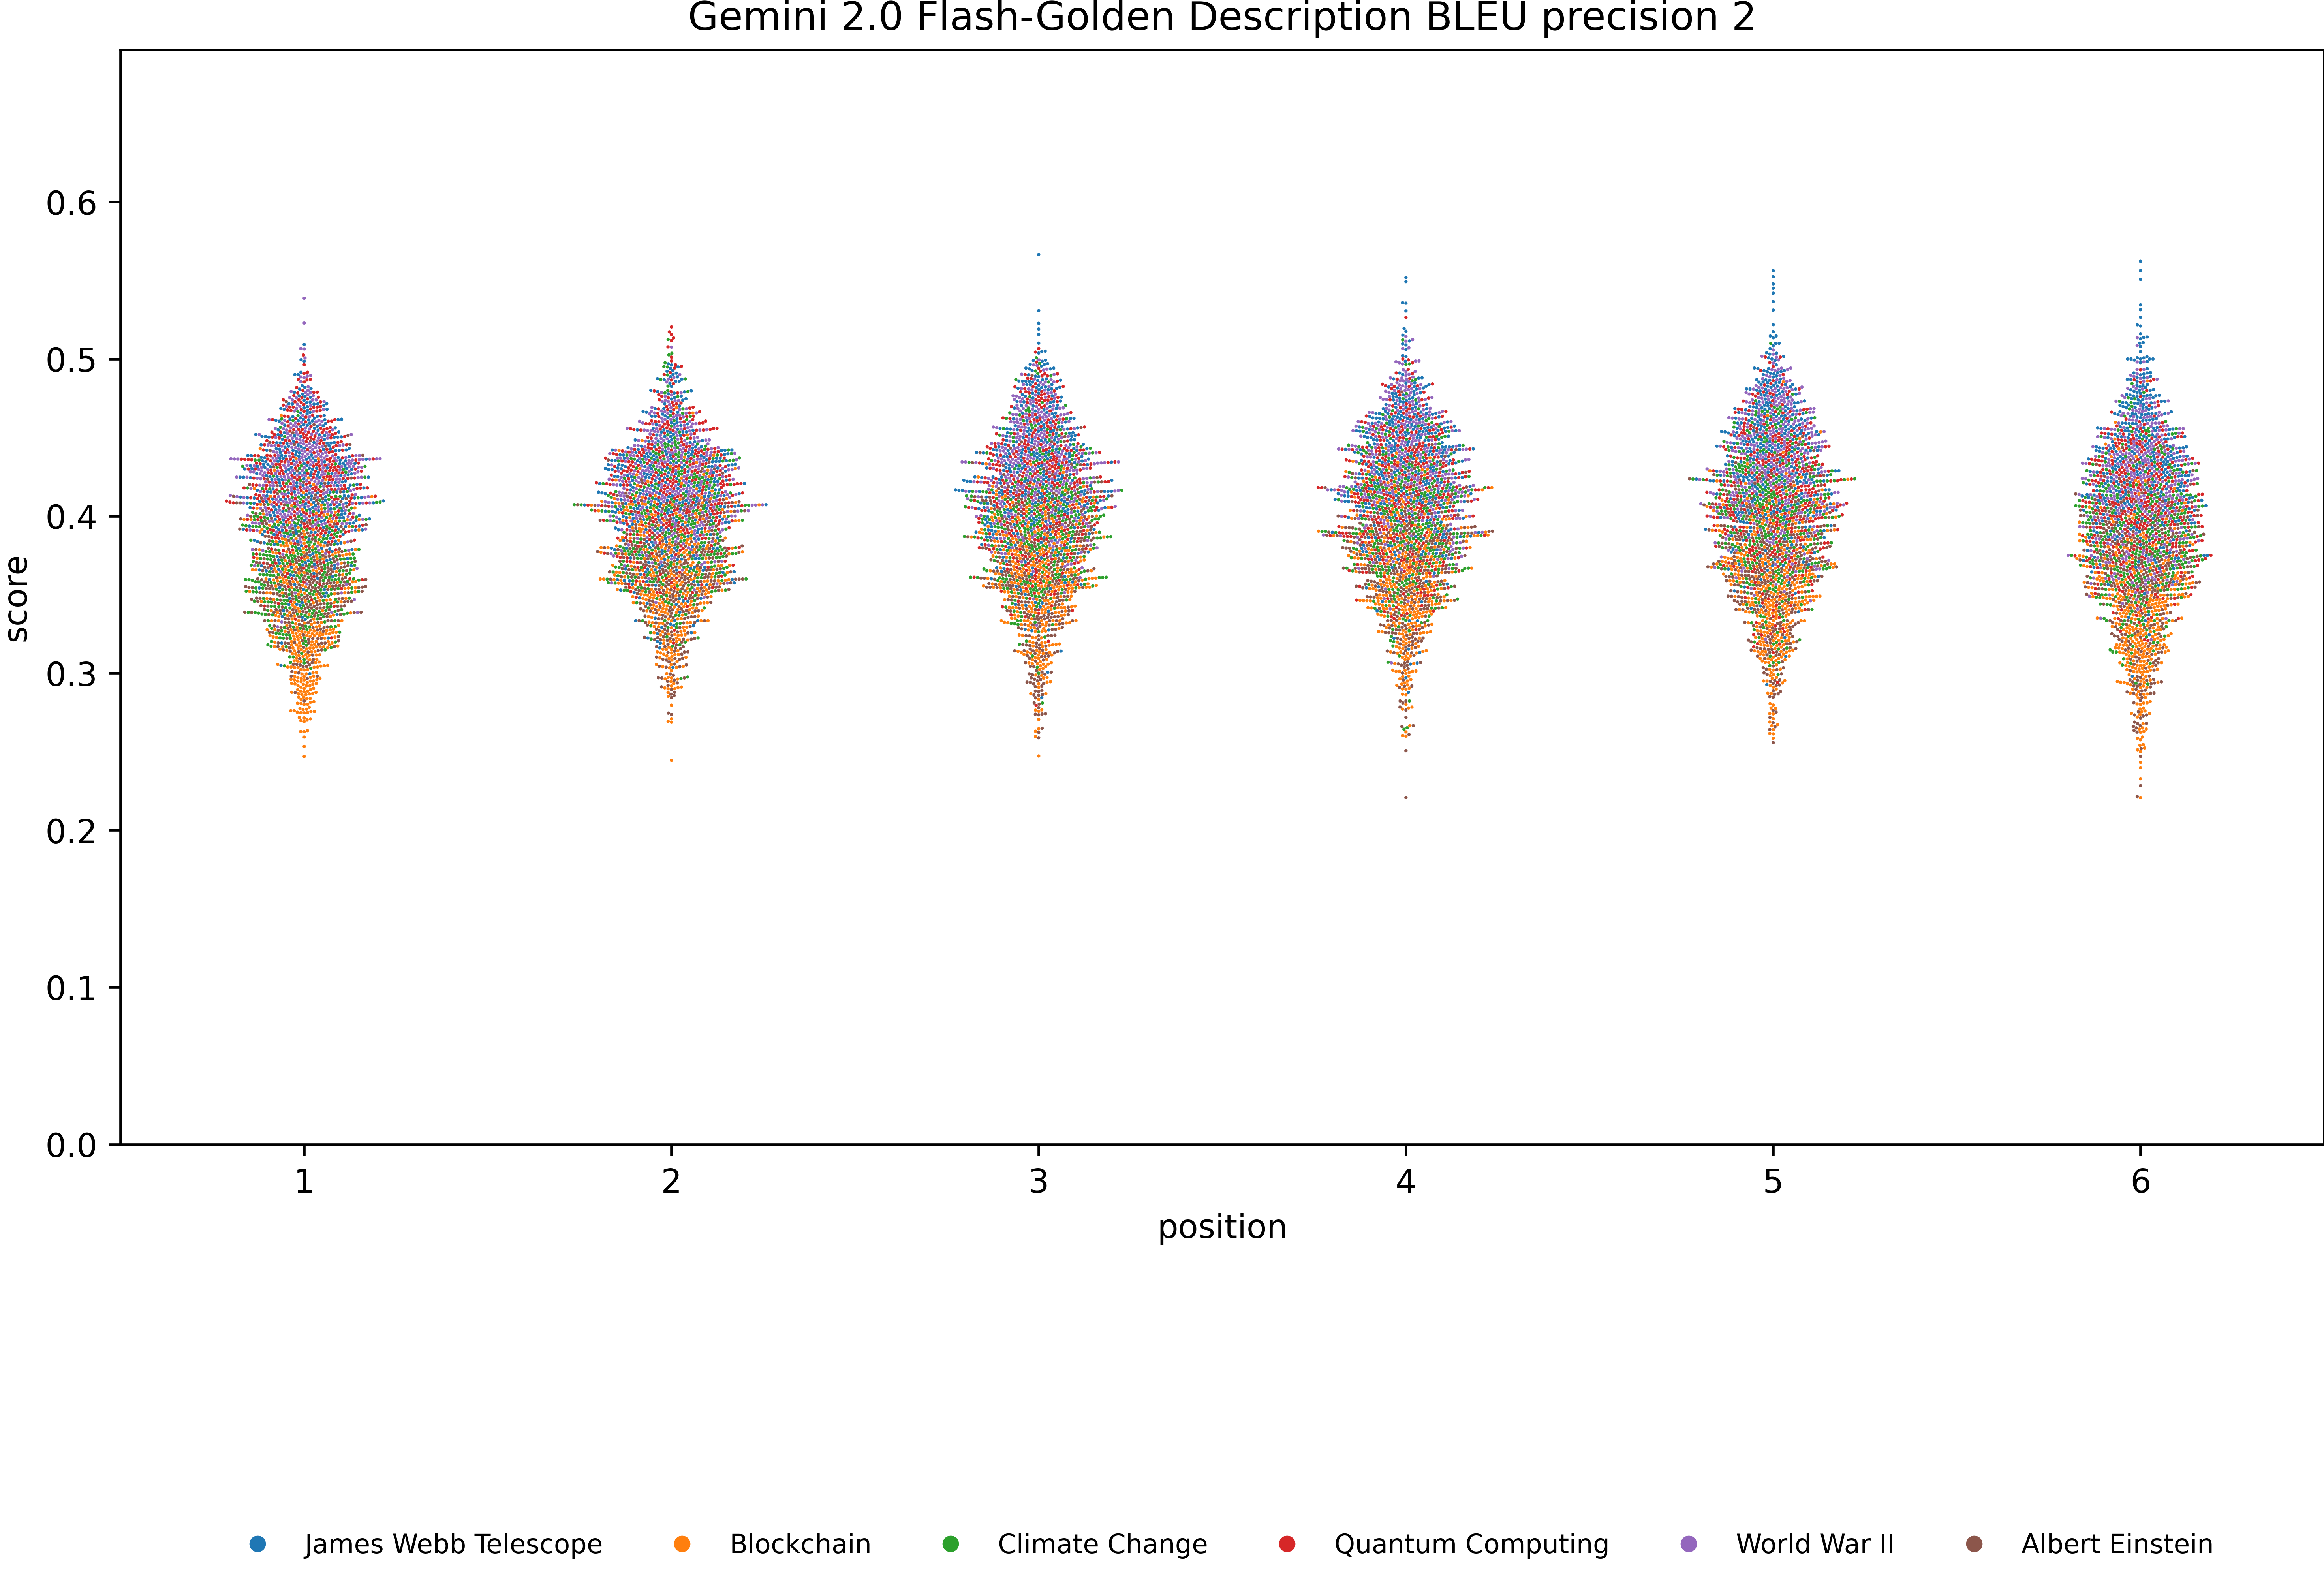 Gemini 2.0 Flash-Golden Description BLEU precision 2
score
0.6
0.5
0.4
0.3
0.2
0.1
0.0
1 2 3 4 5 6
position
James Webb Telescope Blockchain Climate Change Quantum Computing World War II Albert Einstein